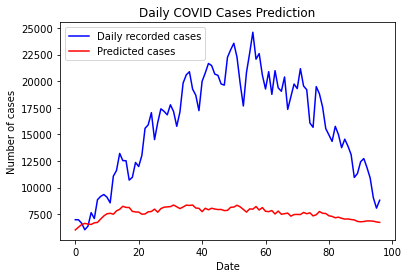 Daily COVID Cases Prediction
Daily recorded cases
Predicted cases
Number of cases
25000
22500
20000
17500
15000
12500
10000
7500
0
20
40
60
80
100
Date